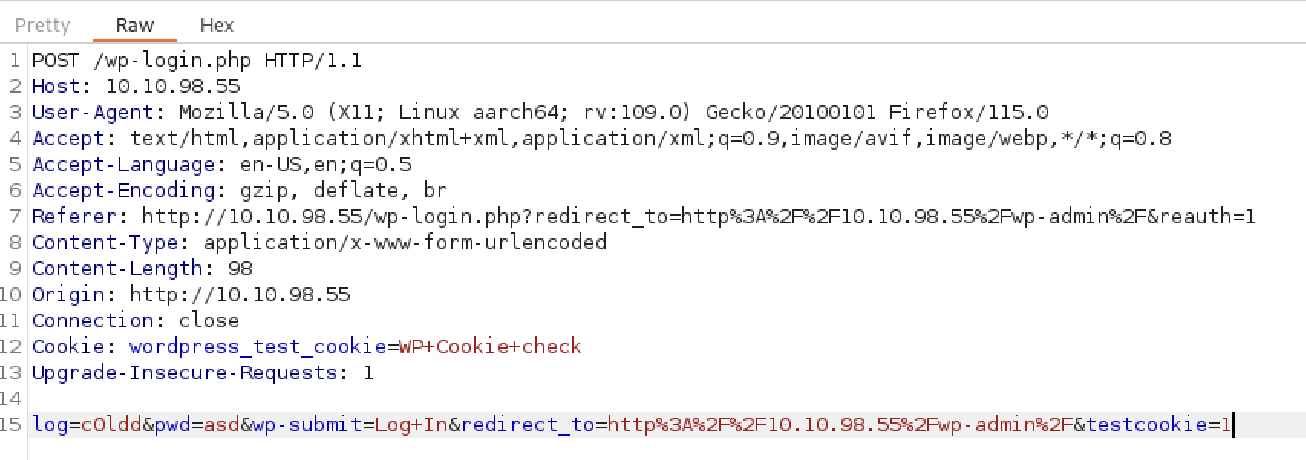 Pretty Raw Hex
1 POST /wp-login.php HTTP/1.1
2 Host: 10.10.98.55
3 User-Agent: Mozilla/5.0 (X11; Linux aarch64; rv:109.0) Gecko/20100101 Firefox/115.0
4 Accept: text/html,application/xhtml+xml,application/xml;q=0.9,image/avif,image/webp,*/*;q=0.8
5 Accept-Language: en-US,en;q=0.5
6 Accept-Encoding: gzip, deflate, br
7 Referer: http://10.10.98.55/wp-login.php?redirect_to=http%3A%2F%2F10.10.98.55%2Fwp-admin%2F&reauth=1
8 Content-Type: application/x-www-form-urlencoded
9 Content-Length: 98
10 Origin: http://10.10.98.55
11 Connection: close
12 Cookie: wordpress_test_cookie=WP+Cookie+check
13 Upgrade-Insecure-Requests: 1
14
15 log=c0ldd&pwd=asd&wp-submit=Log+In&redirect_to=http%3A%2F%2F10.10.98.55%2Fwp-admin%2F&testcookie=1